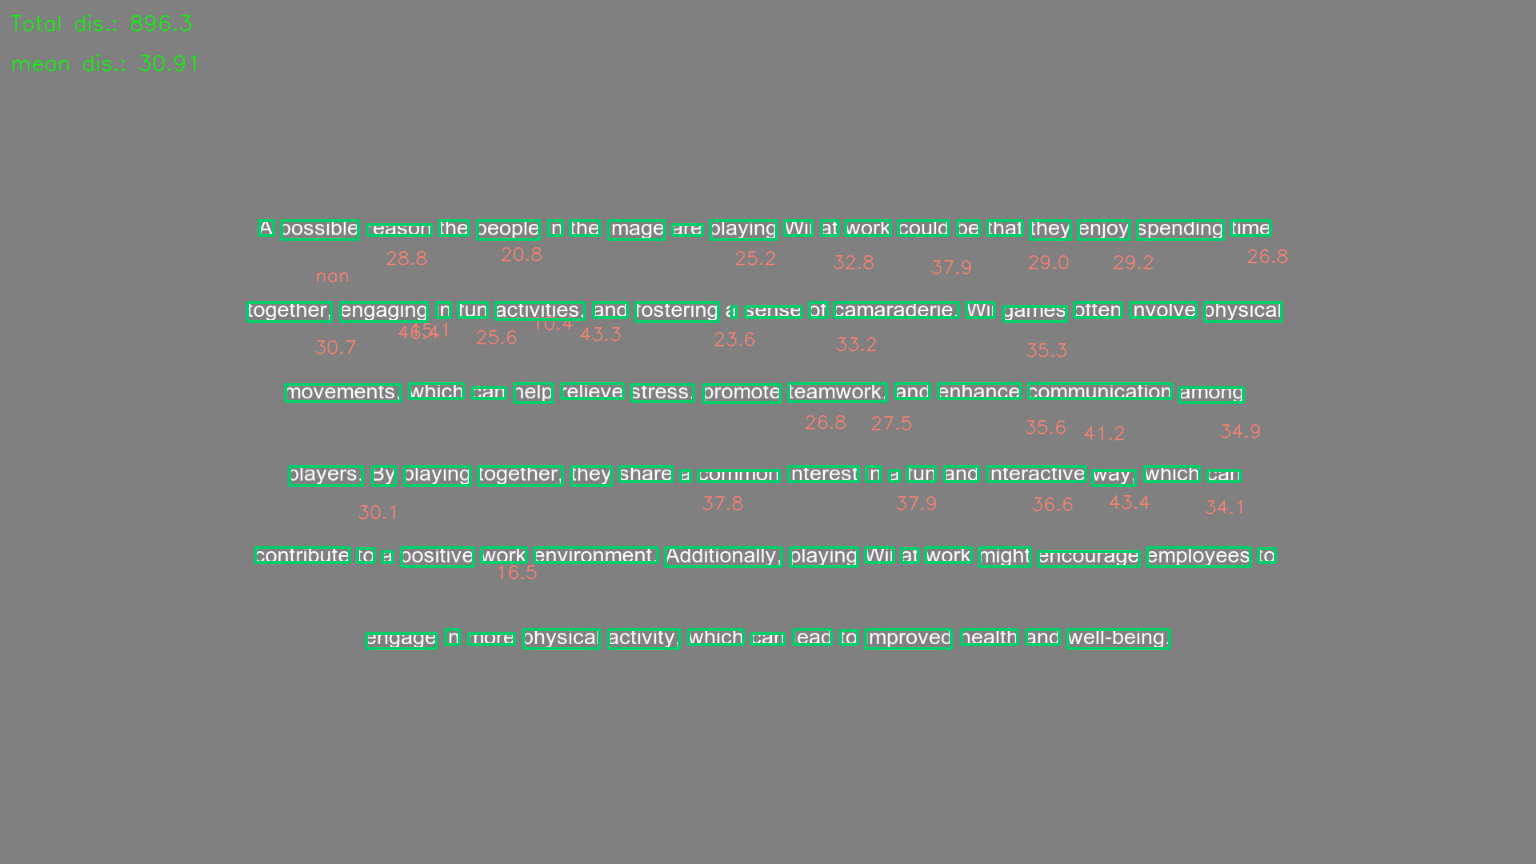 Total dis.: 896.3
mean dis.: 30.91
A possible reason the people in the image are playing Wii at work could be that they enjoy spending time
nan 28.8 20.8 25.2 32.8 37.9 29.0 29.2 26.8
together, engaging in fun activities, and fostering a sense of camaraderie. Wii games often involve physical
30.7 25.6 10.4 43.3 23.6 33.2 35.3
movements, which can help relieve stress, promote teamwork, and enhance communication among
26.8 27.5 35.6 41.2 34.9
players. By playing together, they share a common interest in a fun and interactive way, which can
30.1 37.8 37.9 36.6 43.4 34.1
contribute to a positive work environment. Additionally, playing Wii at work might encourage employees to
16.5
engage in more physical activity, which can lead to improved health and well-being.